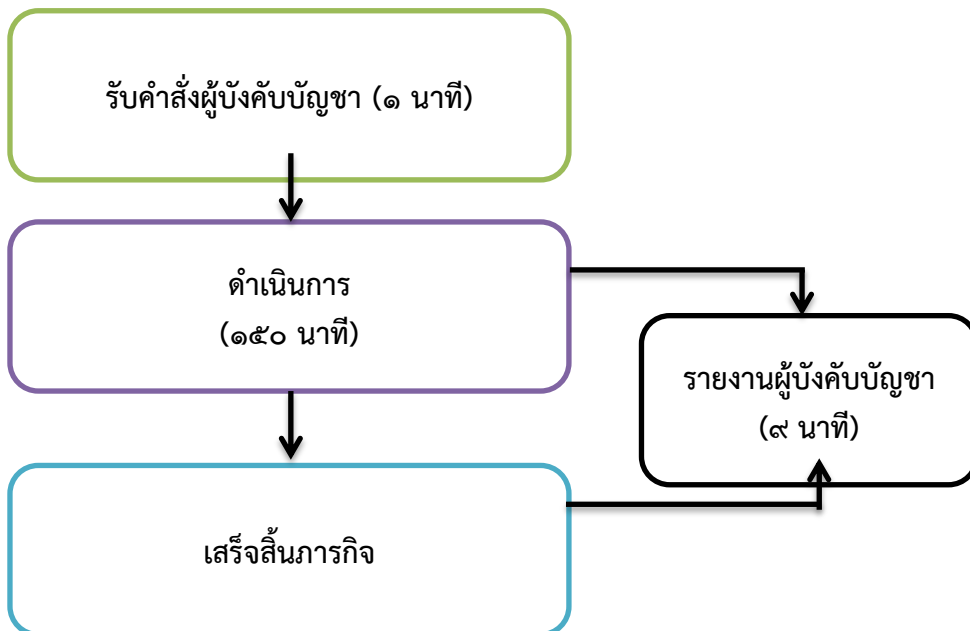 รับคำสั่งผู้บังคับบัญชา (๑ นาที)
ดำเนินการ
(๑๕๐ นาที)
รายงานผู้บังคับบัญชา
(๙ นาที)
เสร็จสิ้นภารกิจ